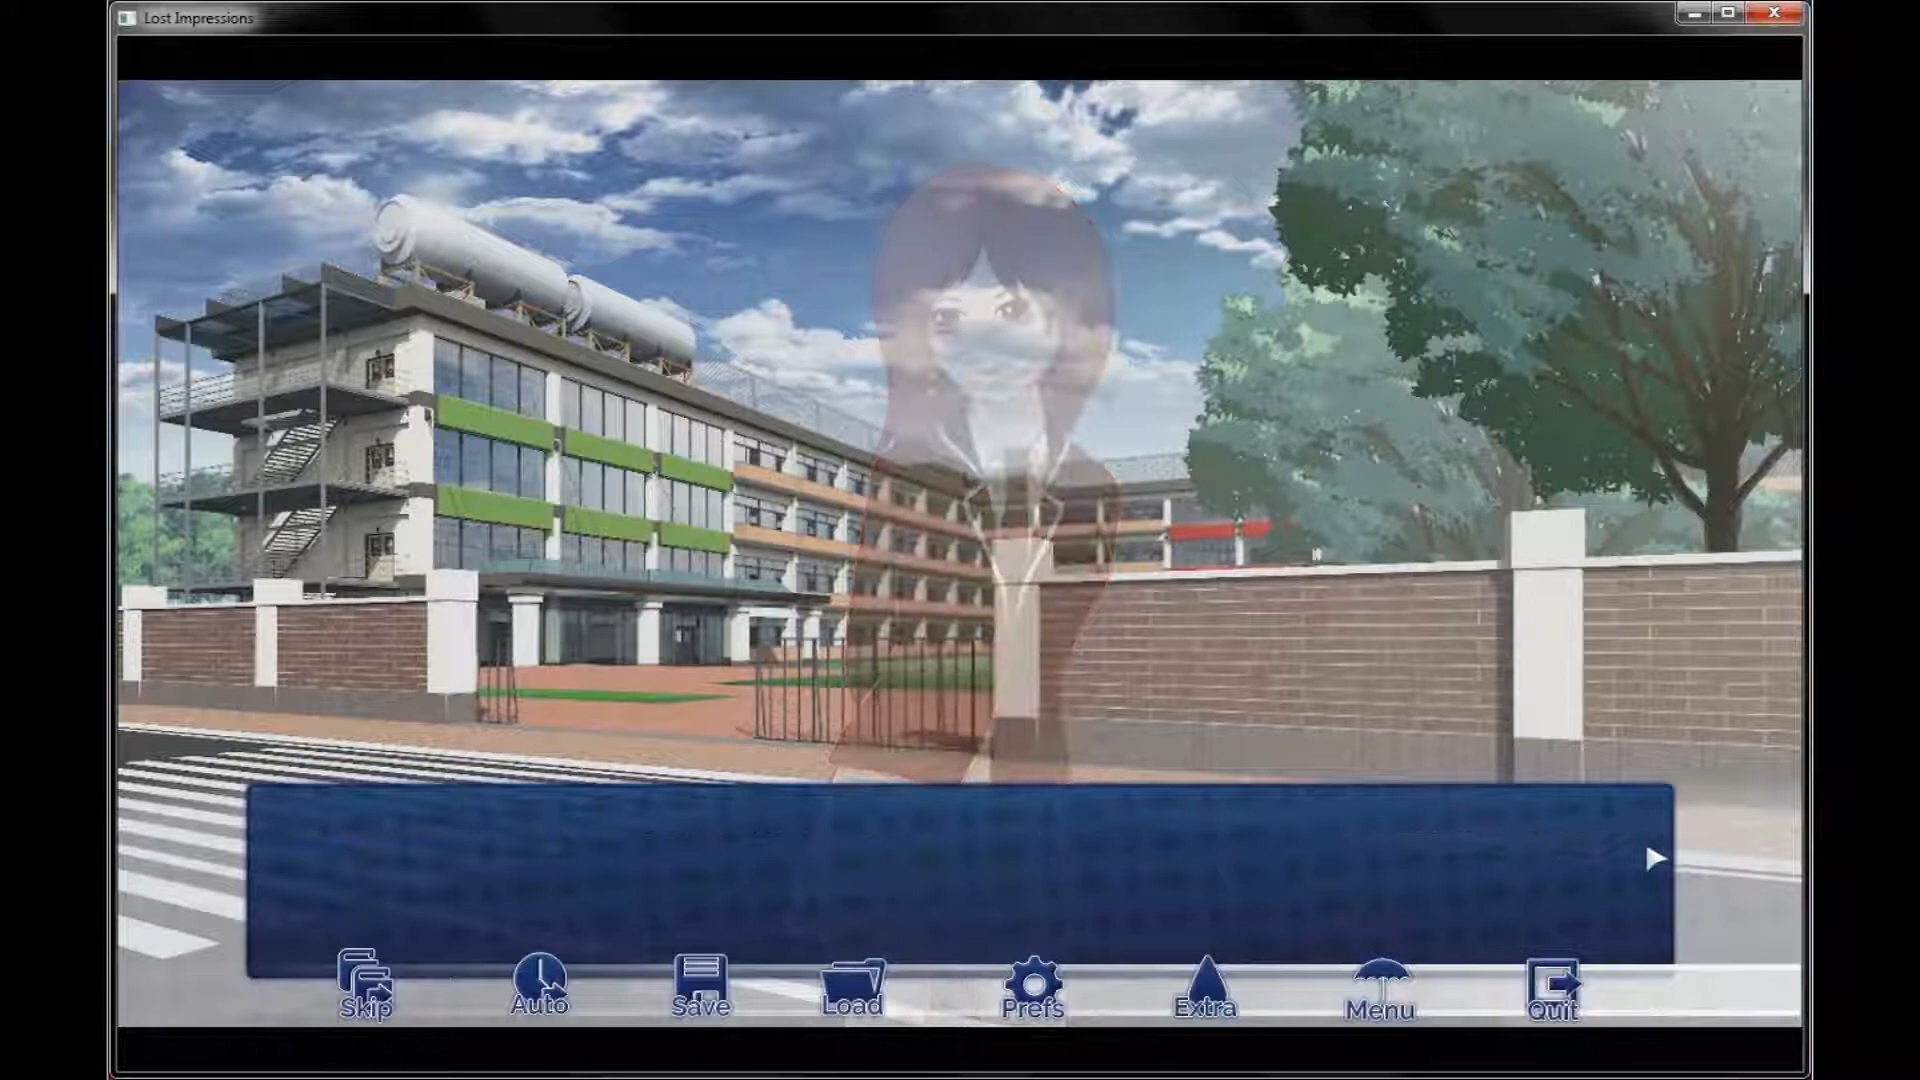 Lost Impressions
Skip
Auto
Save
Load
Prefs
Extra
Menu
Quit